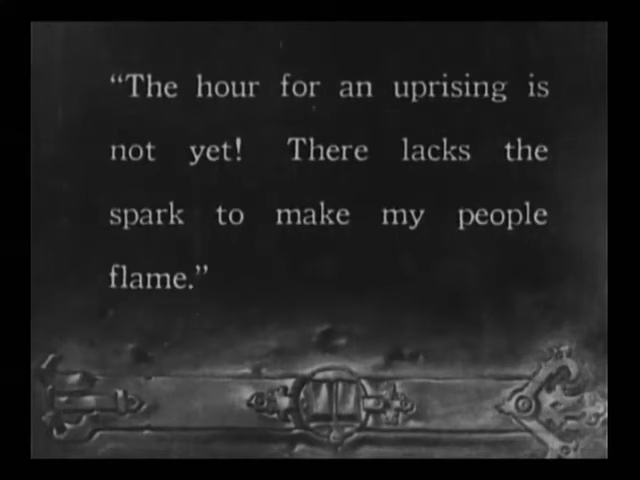 “The hour for an uprising is
not yet! There lacks the
spark to make my people
flame.”